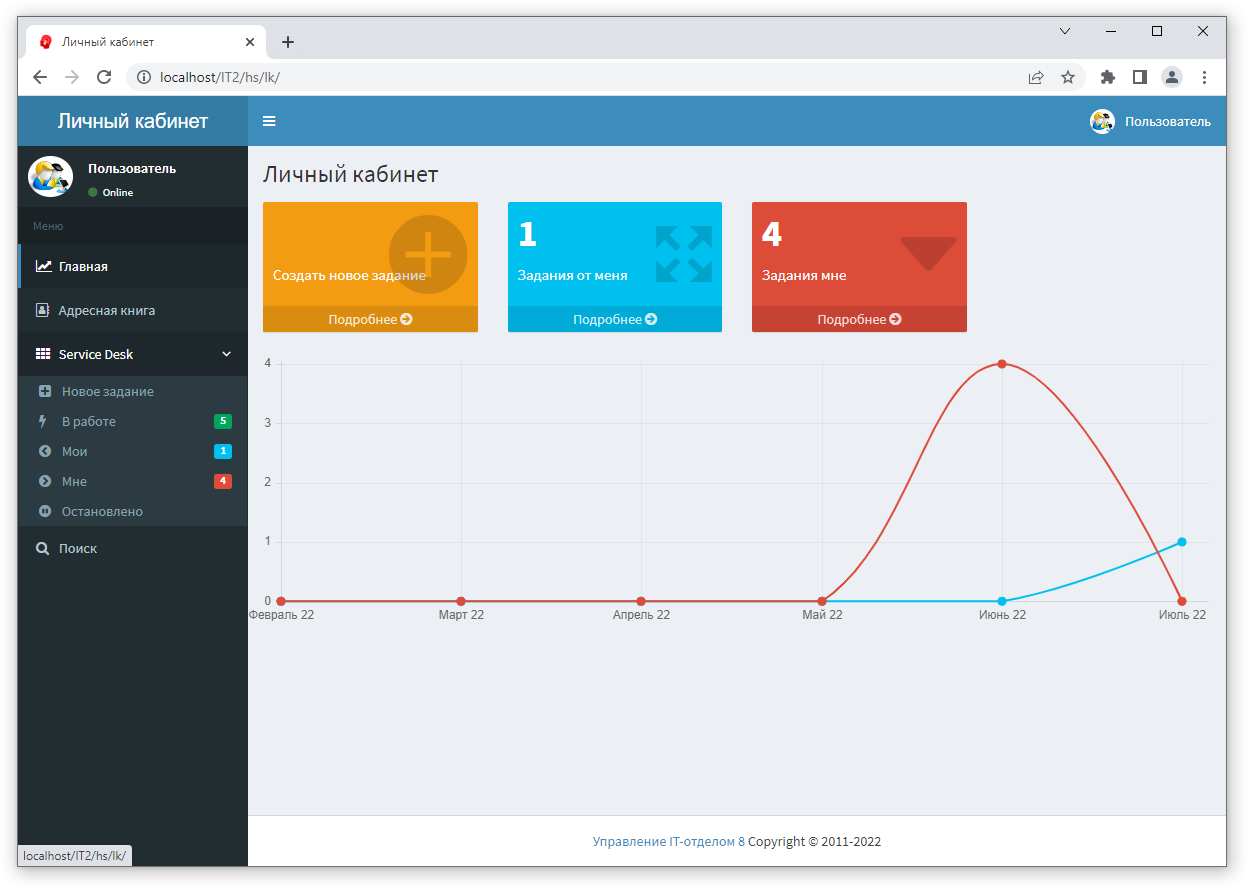 Личный кабинет
localhost/IT2/hs/lk/
Личный кабинет
Пользователь
Пользователь
Online
Меню
Главная
Адресная книга
Service Desk
Новое задание
В работе 5
Мои 1
Мне 4
Остановлено
Поиск
Личный кабинет
Создать новое задание
Подробнее
1
Задания от меня
Подробнее
4
Задания мне
Подробнее
4
3
2
1
0
Февраль 22 Март 22 Апрель 22 Май 22 Июнь 22 Июль 22
Управление IT-отделом 8 Copyright © 2011-2022
localhost/IT2/hs/lk/